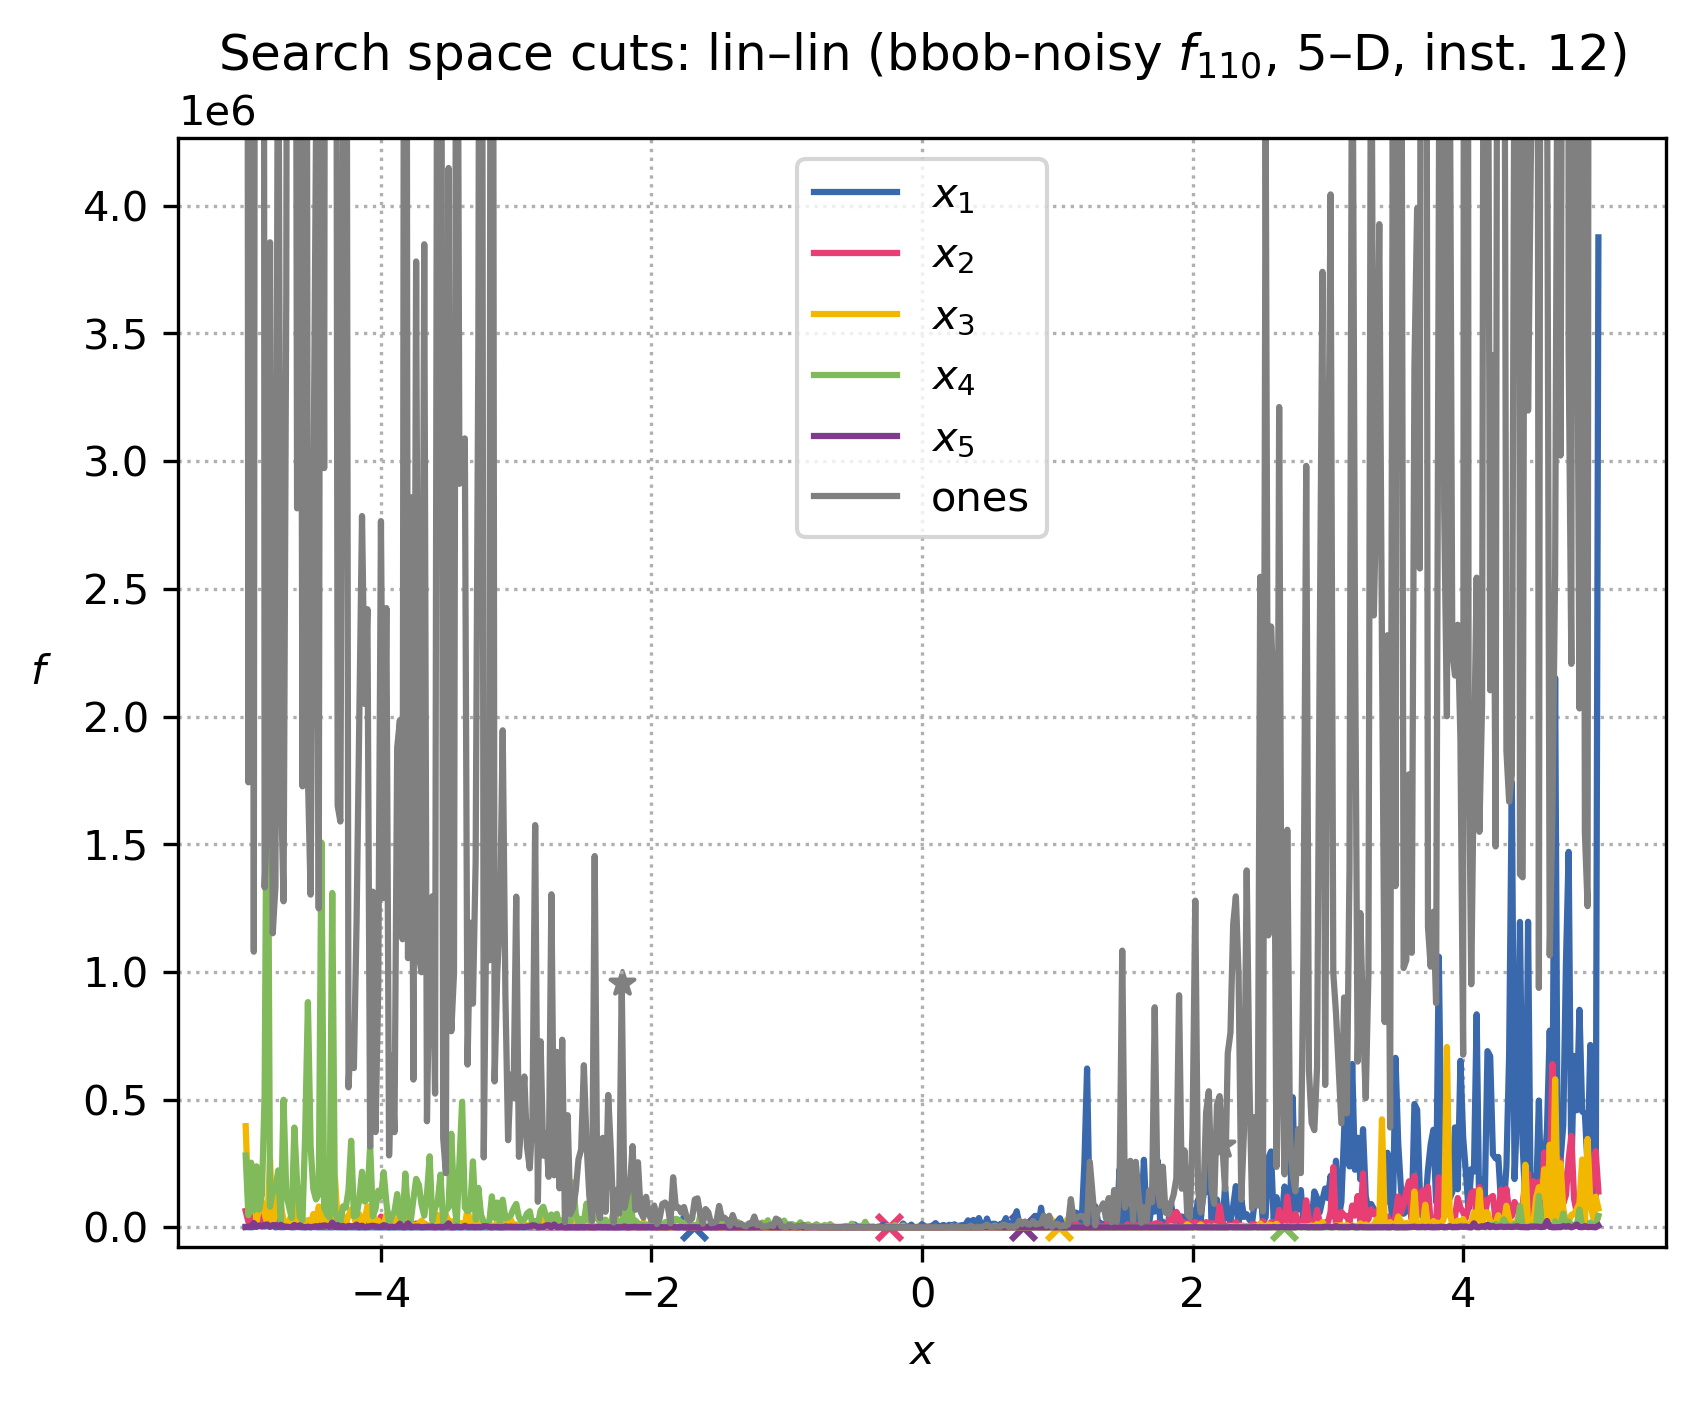 Search space cuts: lin–lin (bbob-noisy f₁₁₀, 5–D, inst. 12)
1e6
4.0
3.5
3.0
2.5
2.0
1.5
1.0
0.5
0.0
f
x₁
x₂
x₃
x₄
x₅
ones
−4 −2 0 2 4
x